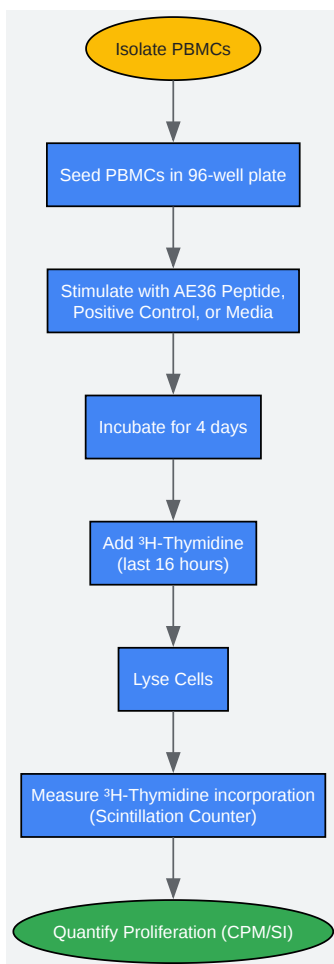 Isolate PBMCs
Seed PBMCs in 96-well plate
Stimulate with AE36 Peptide,
Positive Control, or Media
Incubate for 4 days
Add ³H-Thymidine
(last 16 hours)
Lyse Cells
Measure ³H-Thymidine incorporation
(Scintillation Counter)
Quantify Proliferation (CPM/SI)